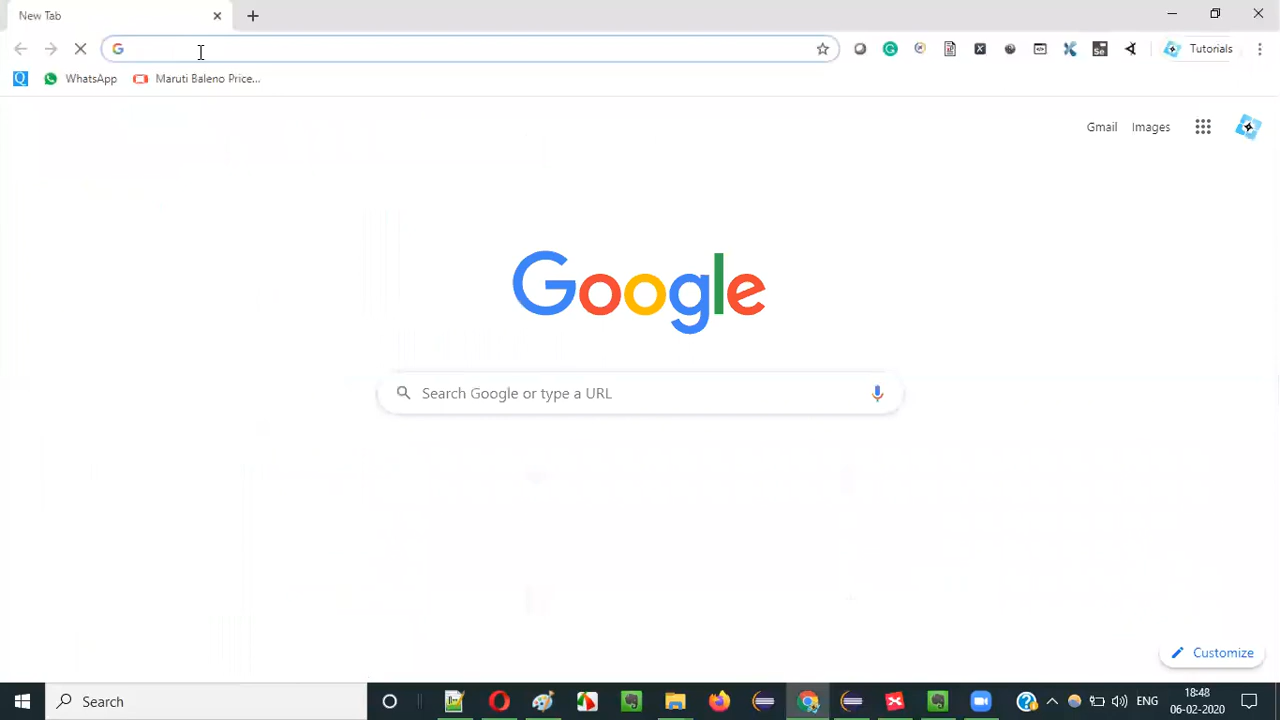 New Tab
Tutorials
WhatsApp
Maruti Baleno Price...
Gmail
Images
Google
Search Google or type a URL
Customize
Search
ENG
18:48
06-02-2020